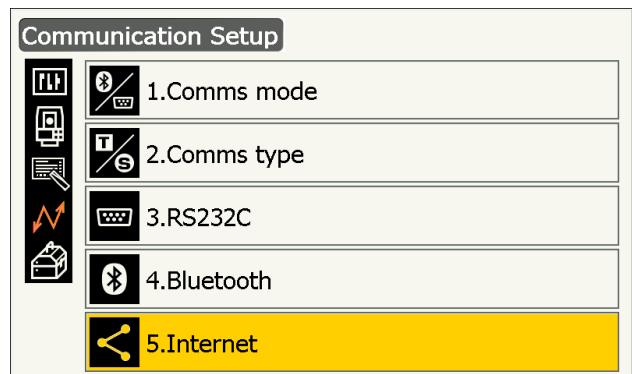 Communication Setup
1.Comms mode
T
S
2.Comms type
3.RS232C
4.Bluetooth
5.Internet